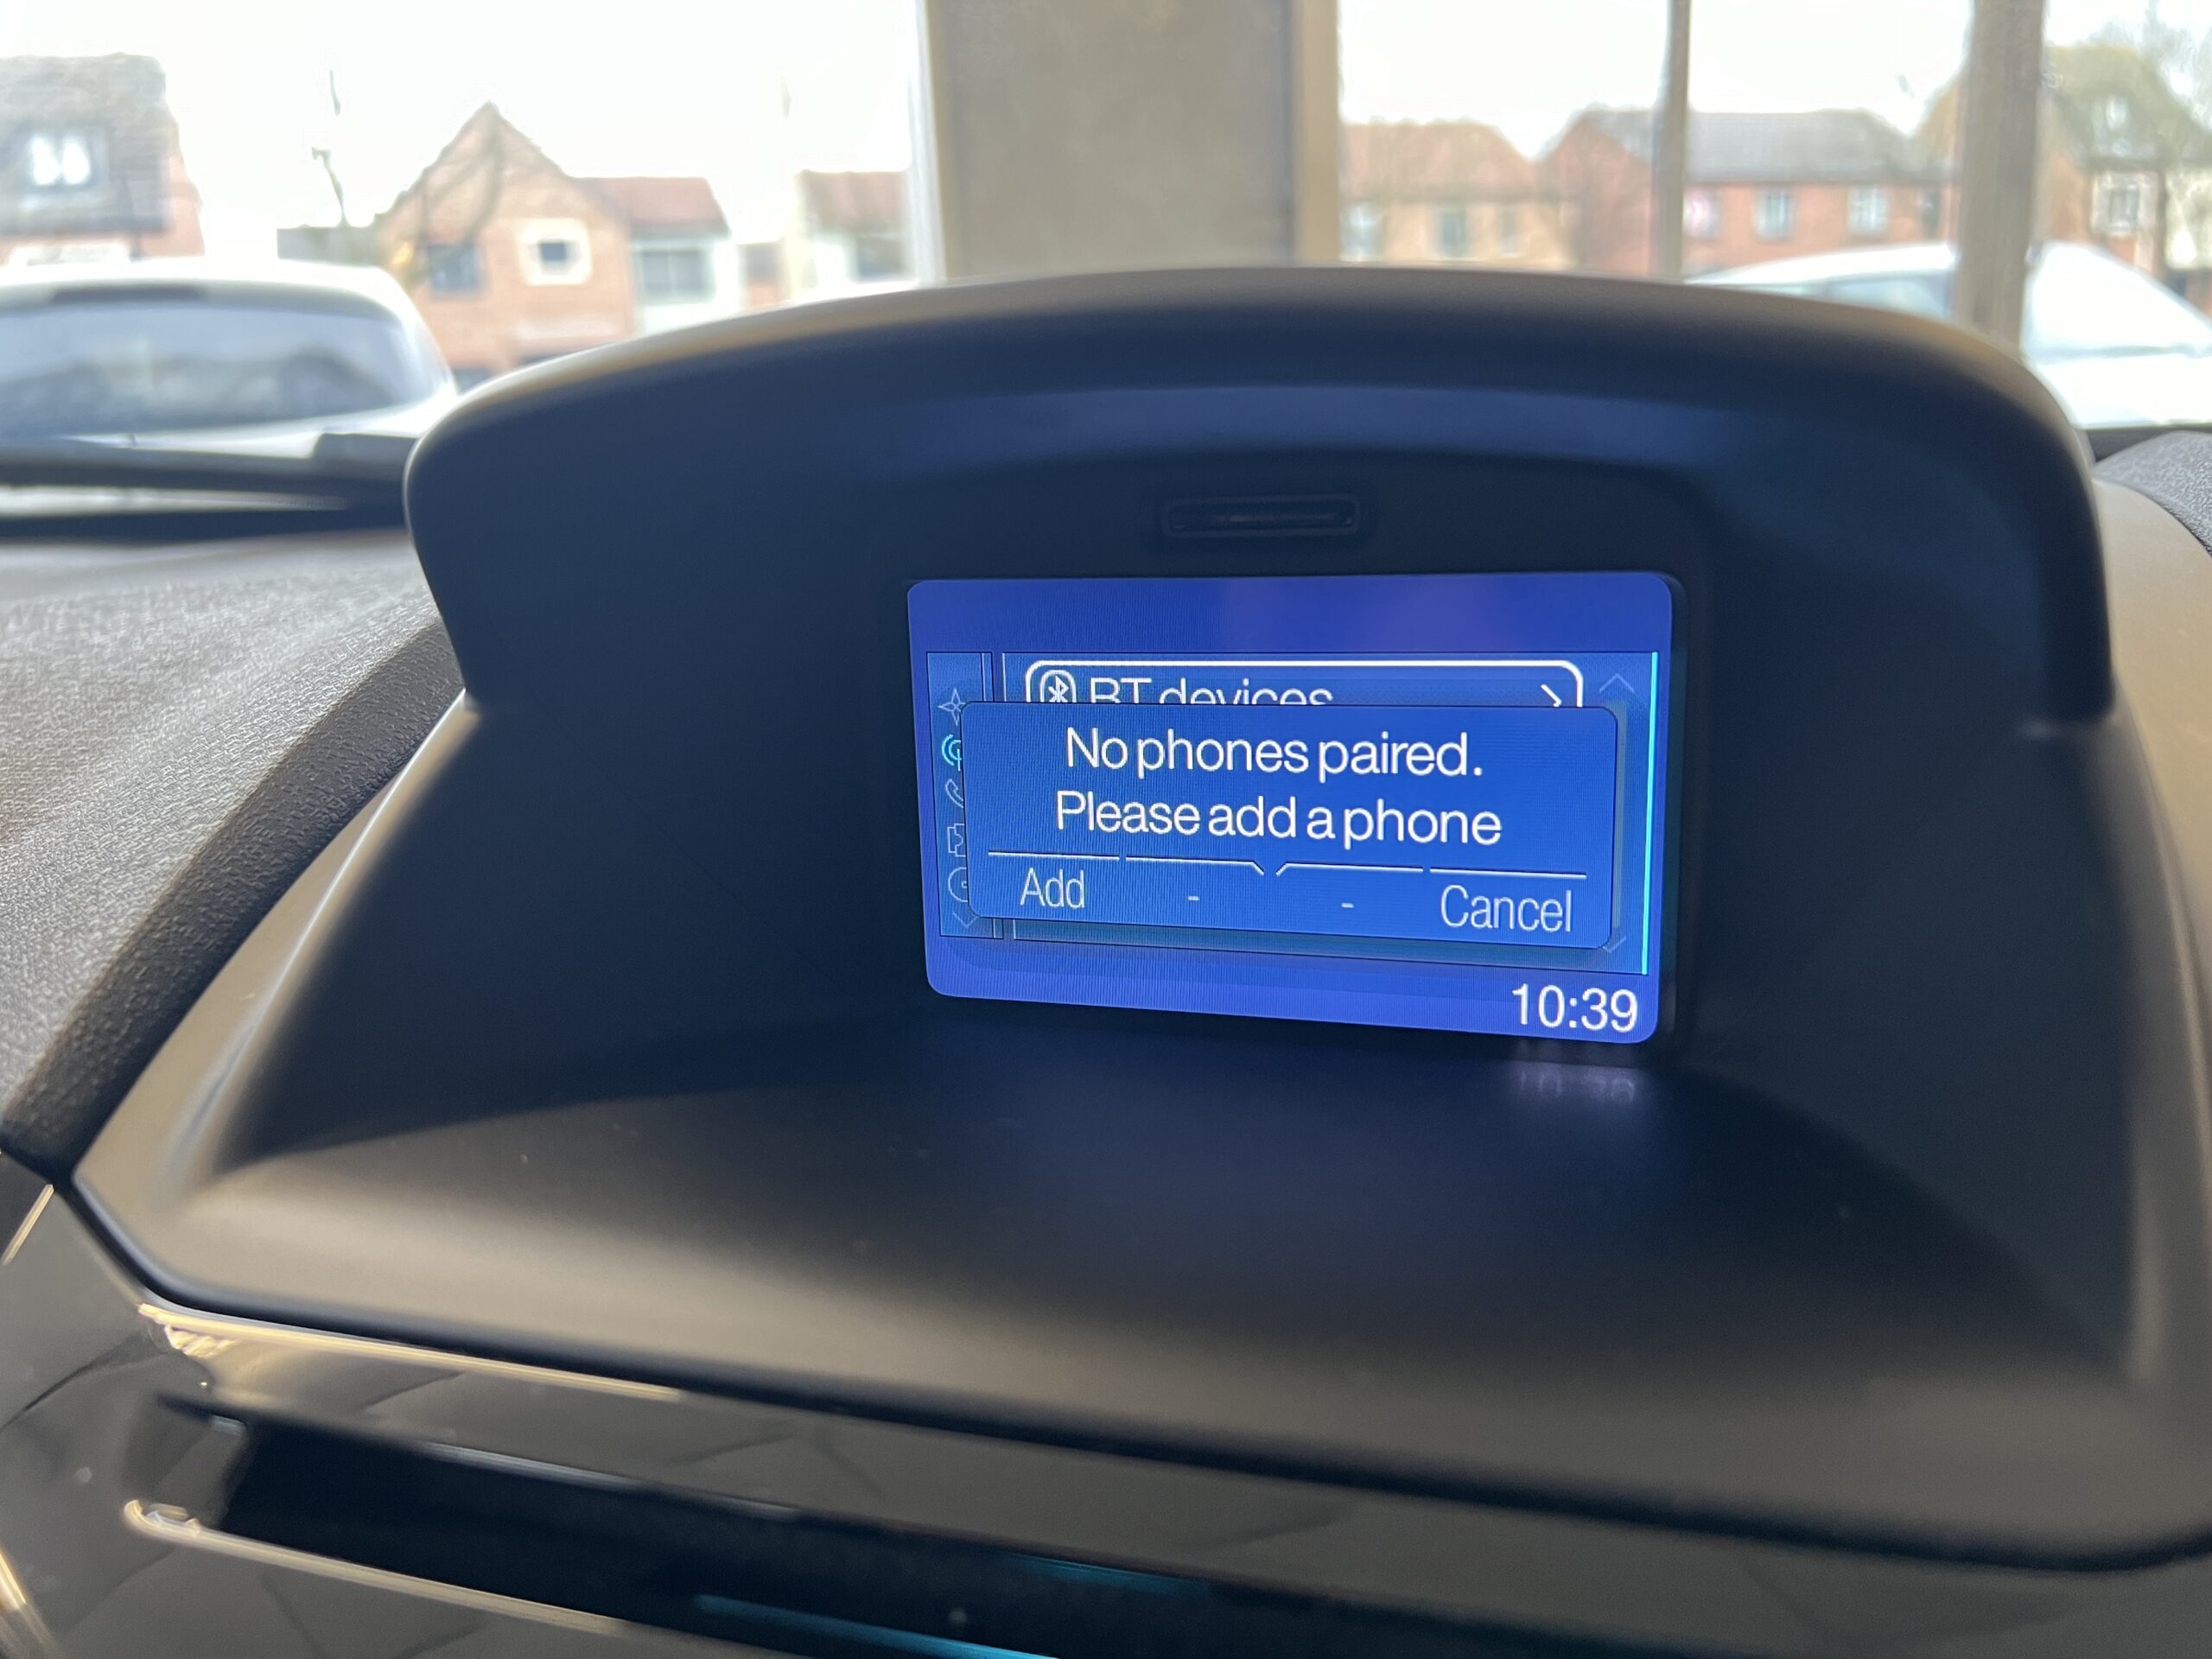 BT devices
No phones paired.
Please add a phone
Add - - Cancel
10:39